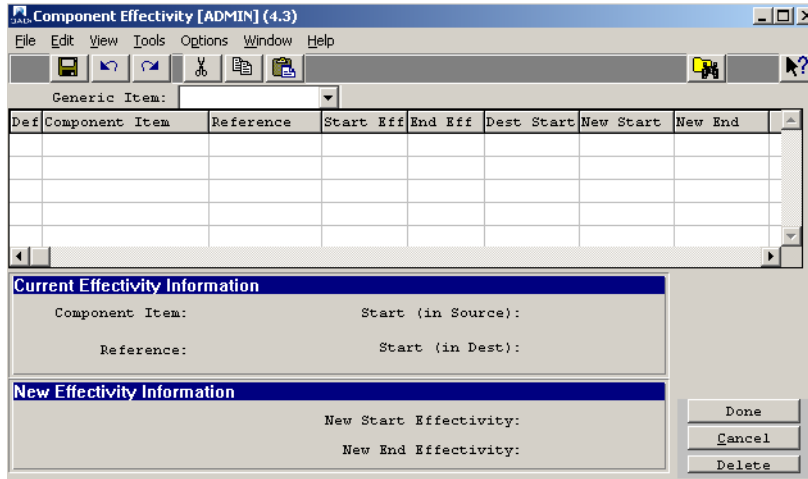 Component Effectivity [ADMIN] (4.3)
File Edit View Tools Options Window Help
Generic Item:
Def Component Item Reference Start Eff End Eff Dest Start New Start New End
Current Effectivity Information
Component Item: Start (in Source):
Reference: Start (in Dest):
New Effectivity Information
New Start Effectivity:
New End Effectivity:
Done
Cancel
Delete